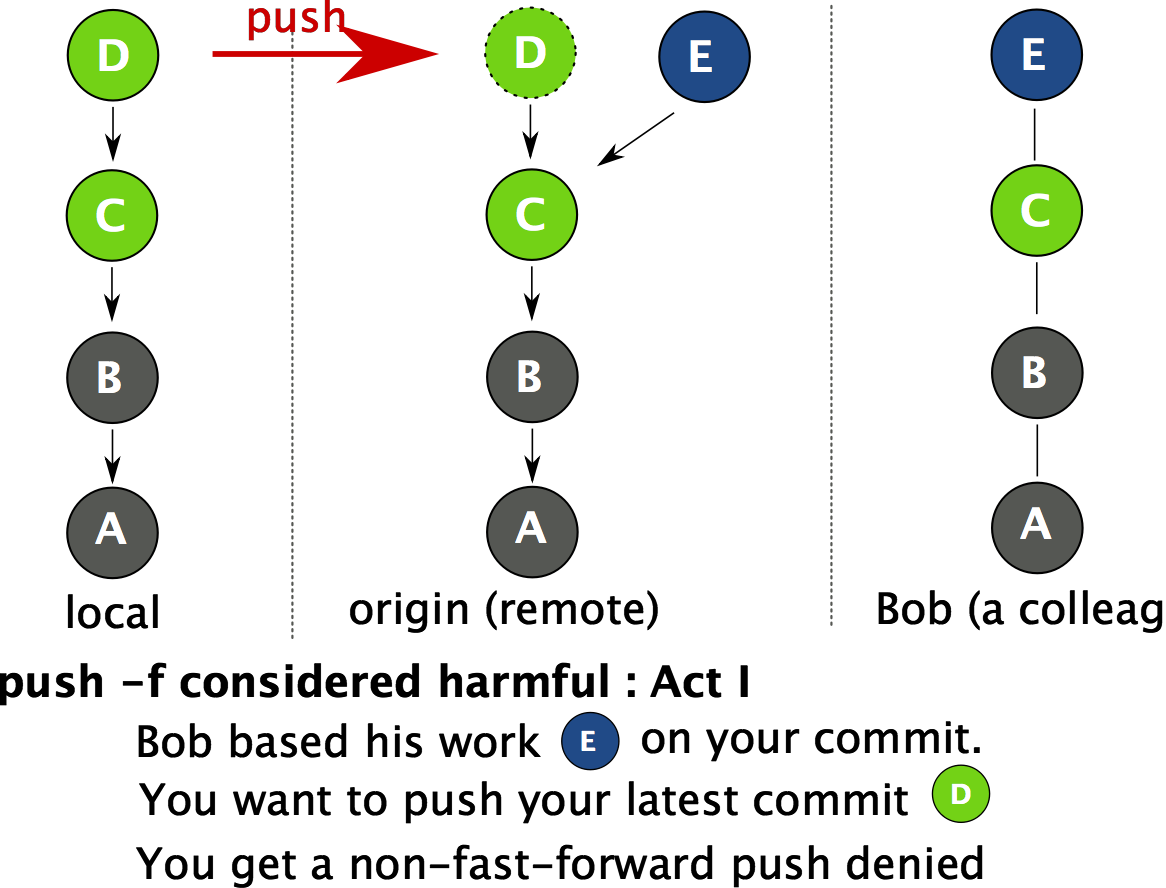 push
D D E E
C C C
B B B
A A A
local origin (remote) Bob (a colleag
push -f considered harmful : Act I
Bob based his work E on your commit.
You want to push your latest commit D
You get a non-fast-forward push denied